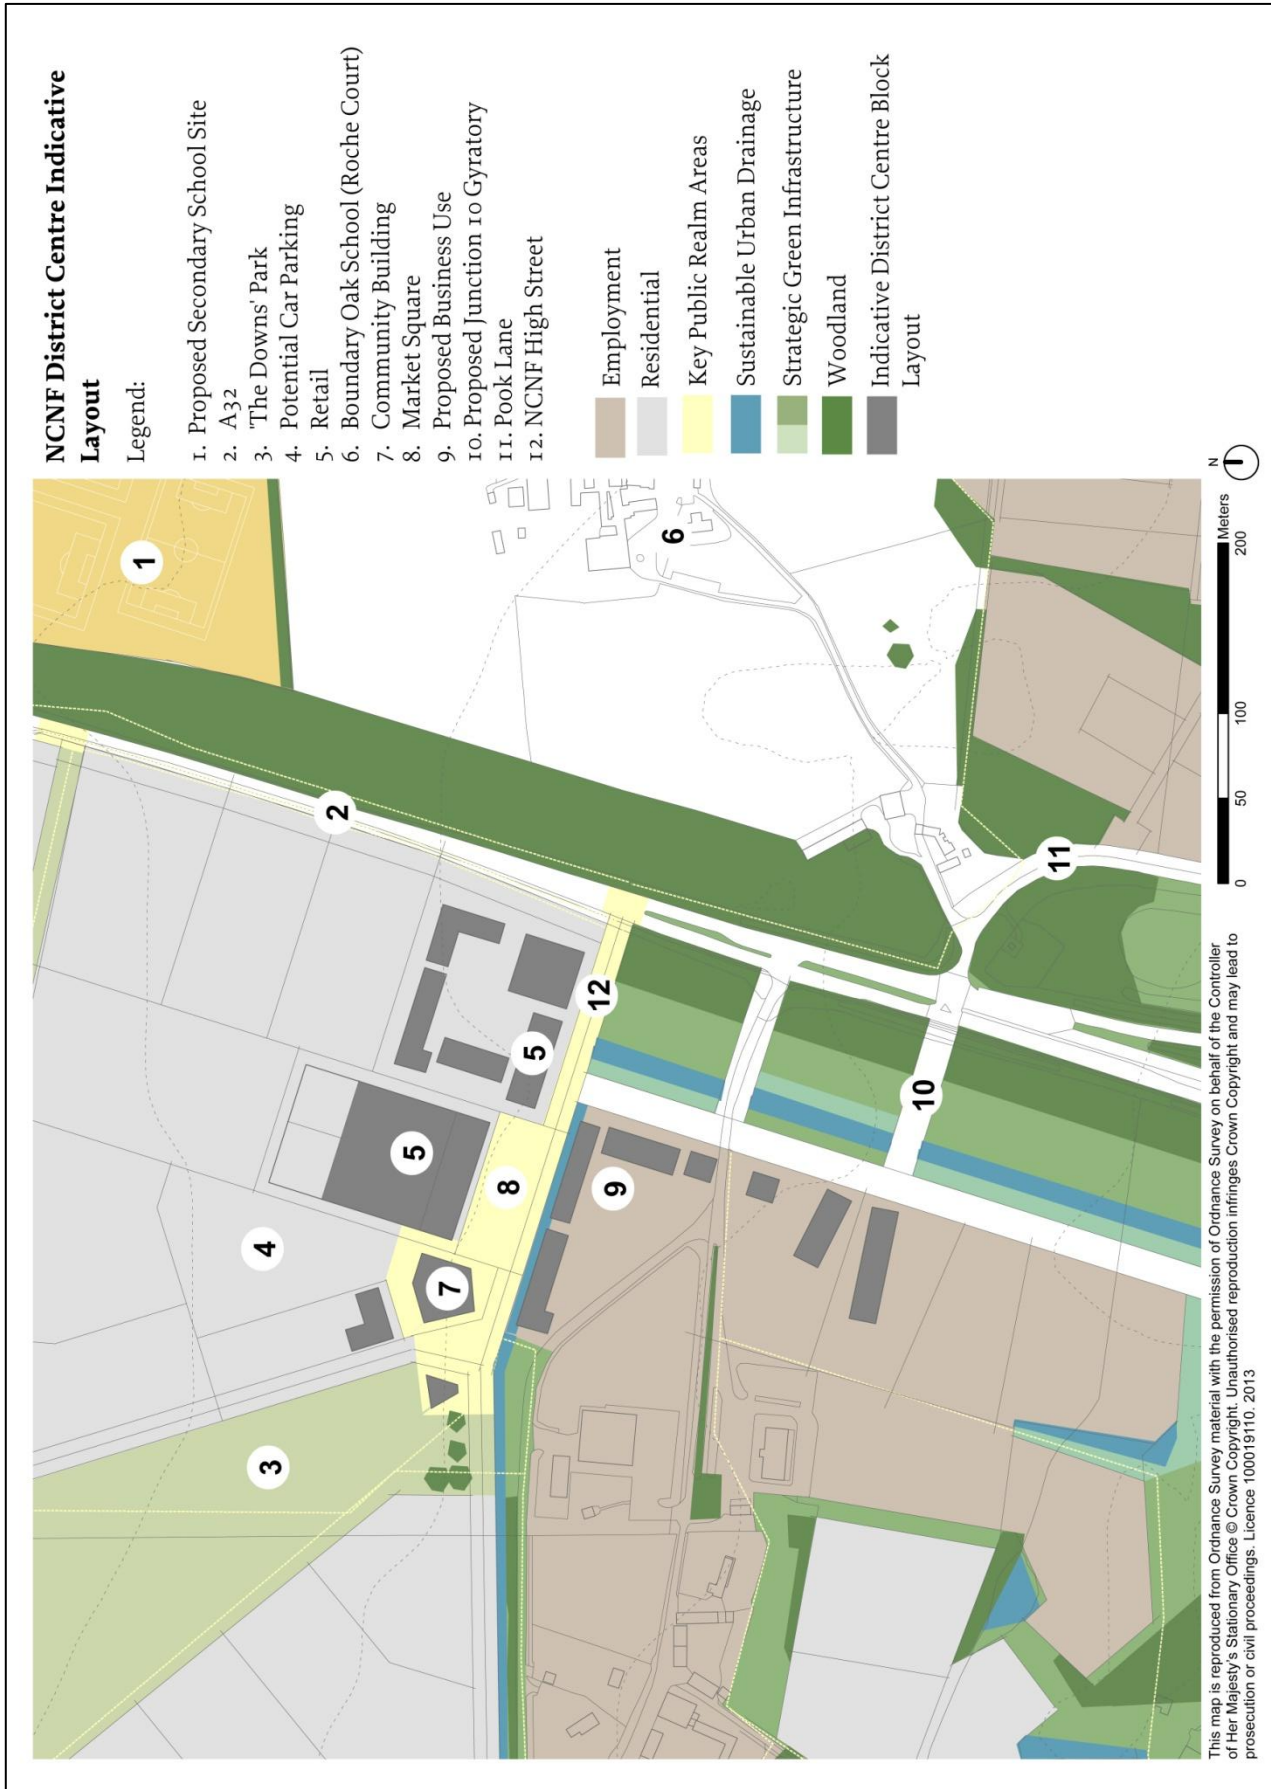 NCNF District Centre Indicative
Layout
Legend:
1. Proposed Secondary School Site
2. A32
3. 'The Downs' Park
4. Potential Car Parking
5. Retail
6. Boundary Oak School (Roche Court)
7. Community Building
8. Market Square
9. Proposed Business Use
10. Proposed Junction 10 Gyratory
11. Pook Lane
12. NCNF High Street
Employment
Residential
Key Public Realm Areas
Sustainable Urban Drainage
Strategic Green Infrastructure
Woodland
Indicative District Centre Block
Layout
1
2
3
4
5
5
6
7
8
9
10
11
12
N
0 50 100 200
Meters
This map is reproduced from Ordnance Survey material with the permission of Ordnance Survey on behalf of the Controller
of Her Majesty's Stationary Office © Crown Copyright. Unauthorised reproduction infringes Crown Copyright and may lead to
prosecution or civil proceedings. Licence 100019110. 2013